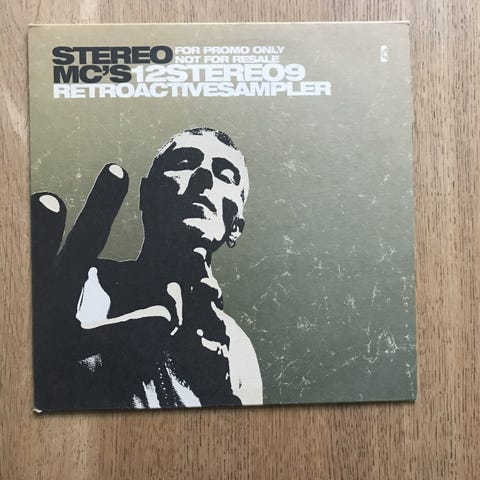 STEREO FOR PROMO ONLY
NOT FOR RESALE
MC'S 12STEREO9
RETROACTIVESAMPLER